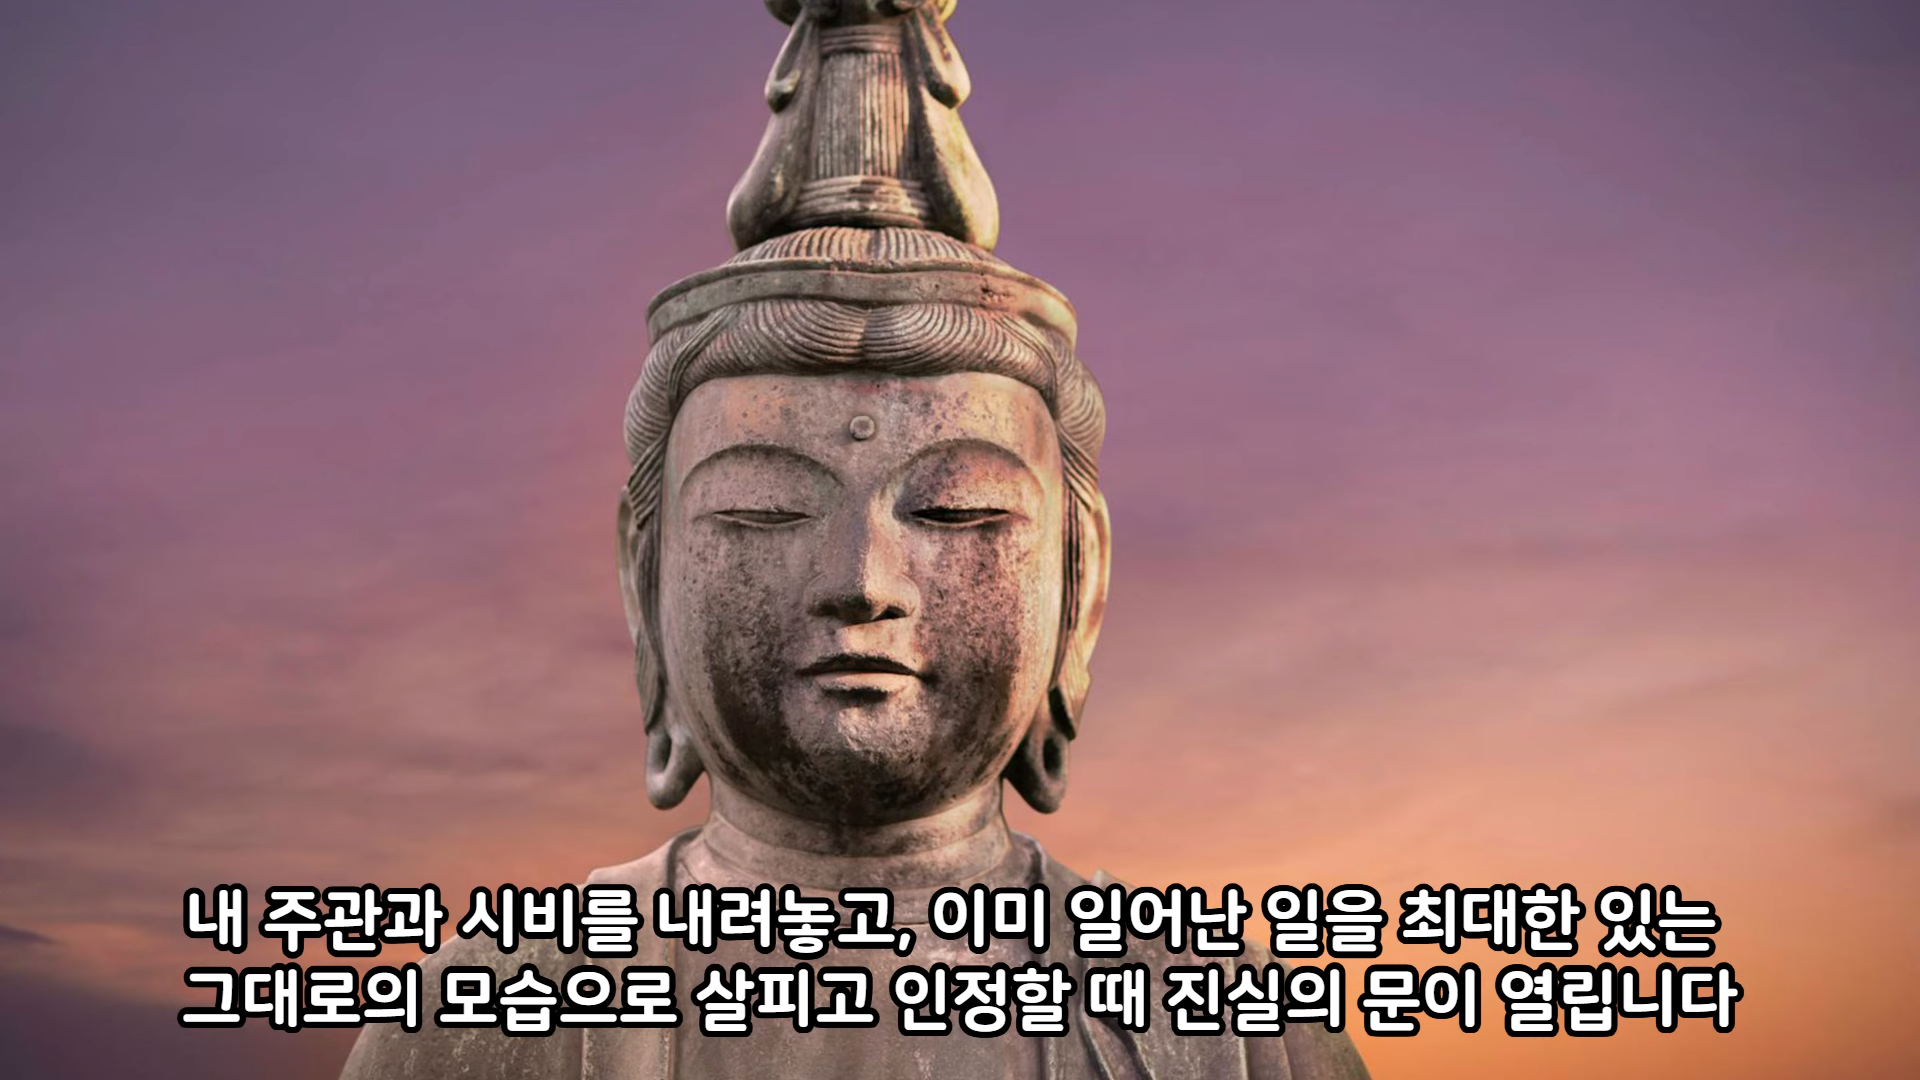 내 주관과 시비를 내려놓고, 이미 일어난 일을 최대한 있는
그대로의 모습으로 살피고 인정할 때 진실의 문이 열립니다